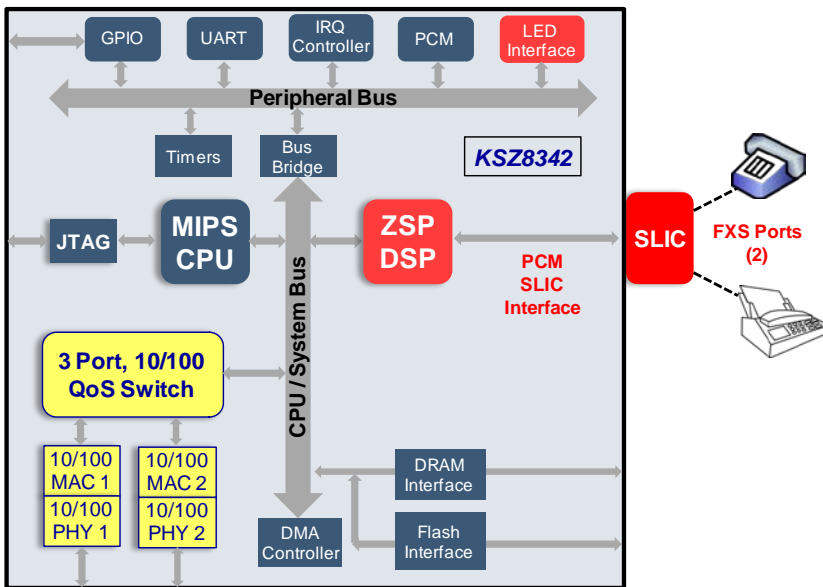 GPIO
UART
IRQ
Controller
PCM
LED
Interface
Peripheral Bus
Timers
Bus
Bridge
KSZ8342
JTAG
MIPS
CPU
ZSP
DSP
SLIC
FXS Ports
(2)
PCM
SLIC
Interface
CPU / System Bus
3 Port, 10/100
QoS Switch
10/100
MAC 1
10/100
MAC 2
10/100
PHY 1
10/100
PHY 2
DRAM
Interface
DMA
Controller
Flash
Interface